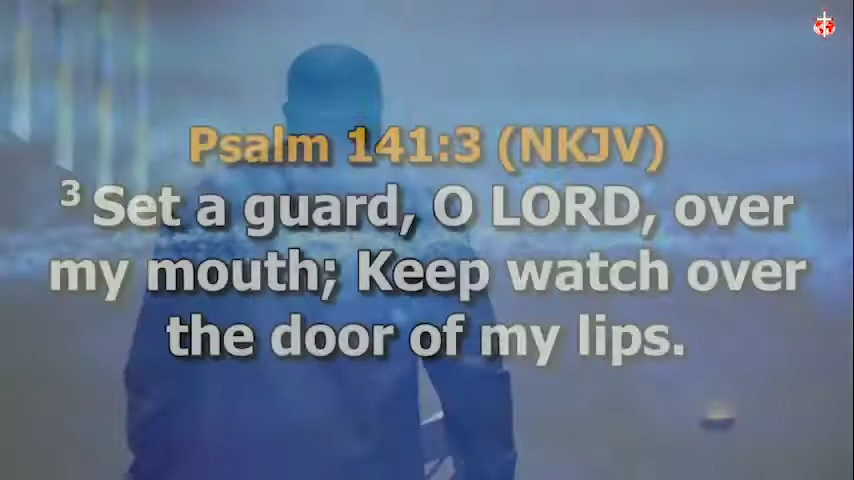 Psalm 141:3 (NKJV)
3 Set a guard, O LORD, over
my mouth; Keep watch over
the door of my lips.